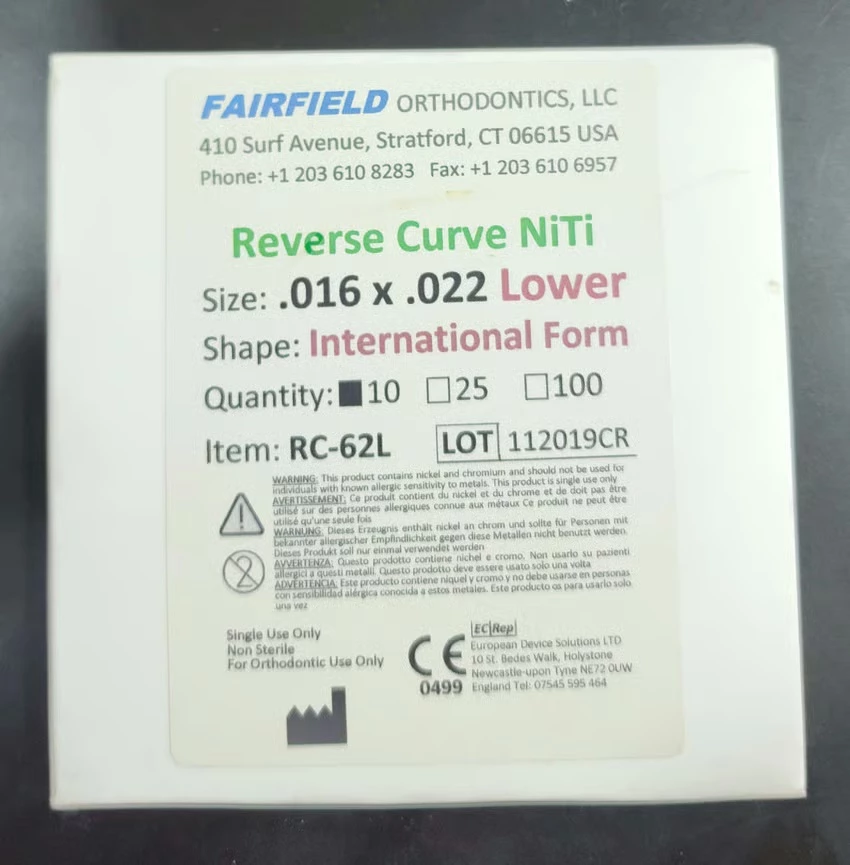 FAIRFIELD ORTHODONTICS, LLC
410 Surf Avenue, Stratford, CT 06615 USA
Phone: +1 203 610 8283 Fax: +1 203 610 6957
Reverse Curve NiTi
Size: .016 x .022 Lower
Shape: International Form
Quantity: ■10 □25 □100
Item: RC-62L LOT 112019CR
WARNING: This product contains nickel and chromium and should not be used for
individuals with known allergic sensitivity to metals. This product is single use only
AVERTISSEMENT: Ce produit contient du nickel et du chrome et de doit pas être
utilisé sur des personnes allergiques connue aux métaux Ce produit ne peut être
utilisé qu'une seule fois
WARNUNG: Dieses Erzeugnis enthält nickel an chrom und sollte für Personen mit
bekannter allergischer Empfindlichkeit gegen diese Metallen nicht benutzt werden.
Dieses Produkt soll nur einmal verwendet werden
AVVERTENZA: Questo prodotto contiene nichel e cromo. Non usarlo su pazienti
allergici a questi metalli. Questo prodotto deve essere usato solo una volta
ADVERTENCIA: Este producto contiene niquel y cromo y no debe usarse en personas
con sensibilidad alérgica conocida a estos metales. Este producto os para usarlo solo
una vez
2
Single Use Only
Non Sterile
For Orthodontic Use Only
CE
0499
EC Rep
European Device Solutions LTD
10 St. Bedes Walk, Holystone
Newcastle-upon Tyne NE72 0UW
England Tel: 07545 595 464